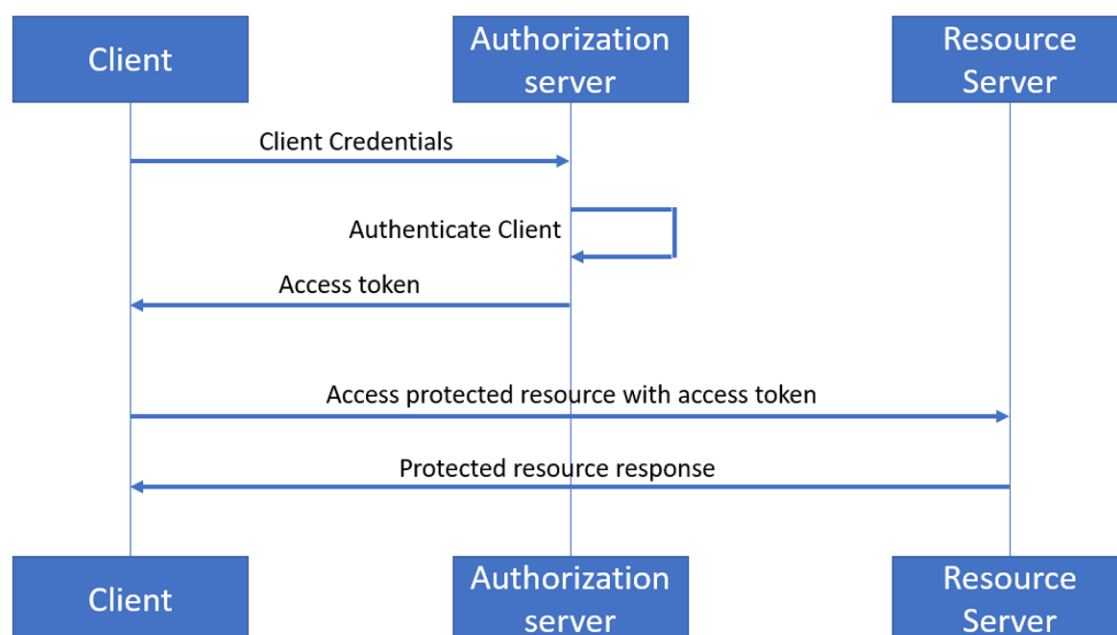 Client
Authorization
server
Resource
Server
Client Credentials
Authenticate Client
Access token
Access protected resource with access token
Protected resource response
Client
Authorization
server
Resource
Server